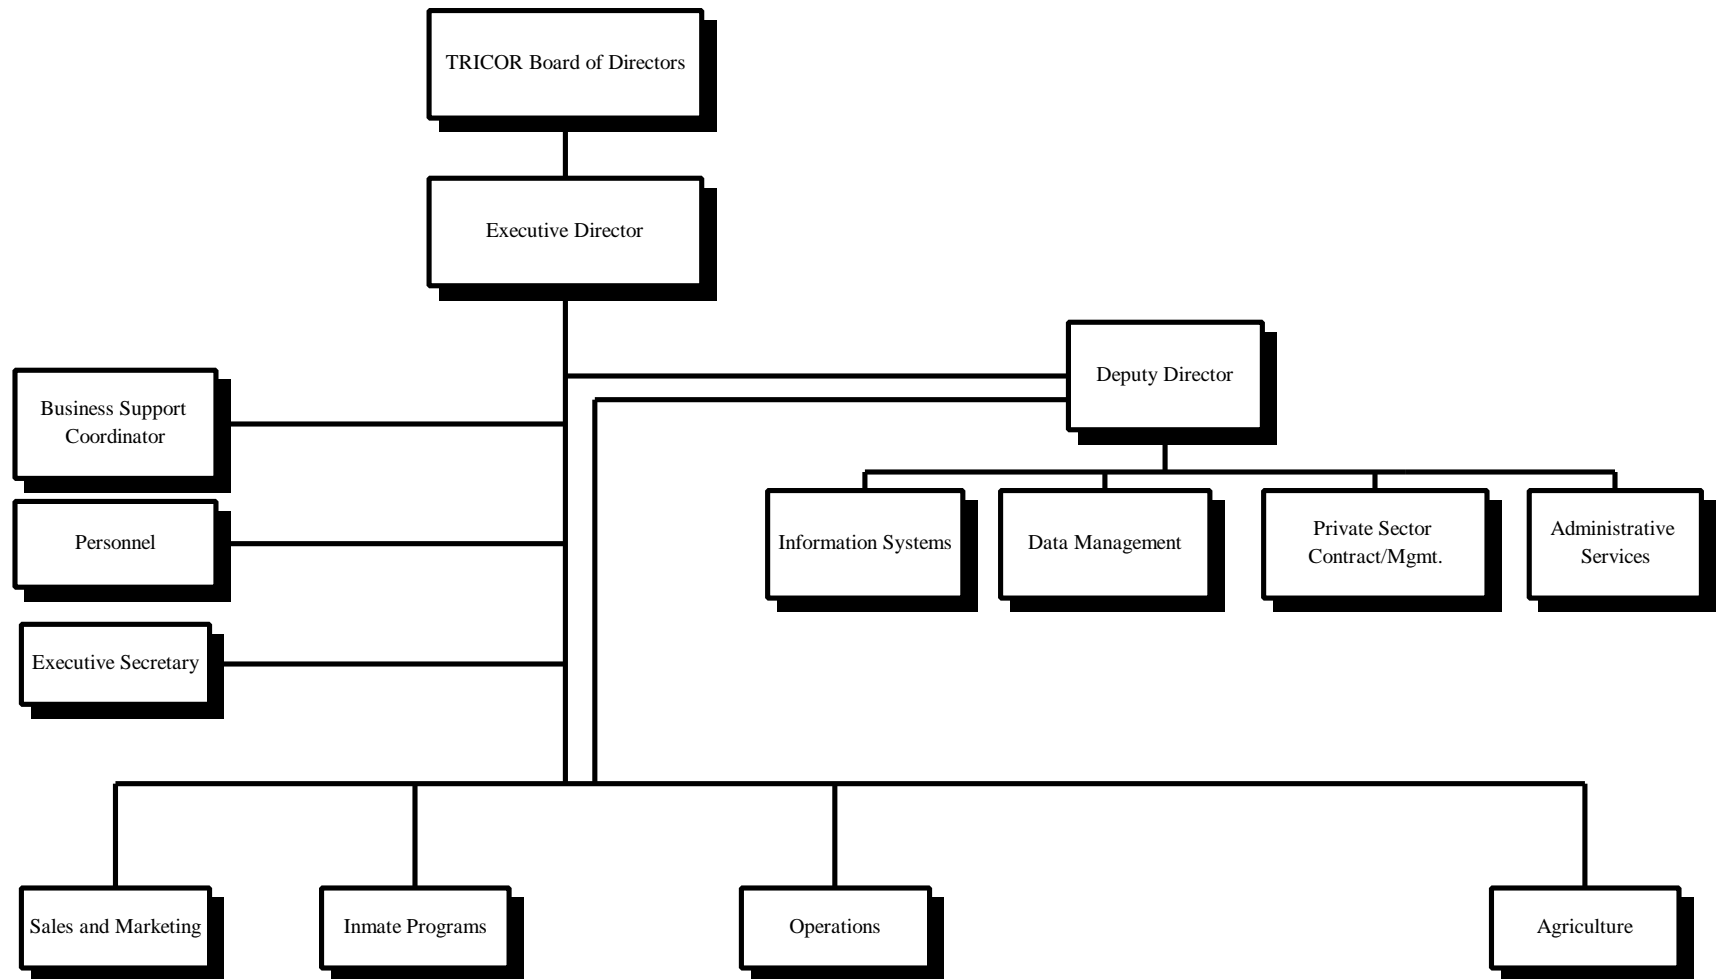 TRICOR Board of Directors
Executive Director
Deputy Director
Business Support
Coordinator
Information Systems
Data Management
Private Sector
Contract/Mgmt.
Administrative
Services
Personnel
Executive Secretary
Sales and Marketing
Inmate Programs
Operations
Agriculture